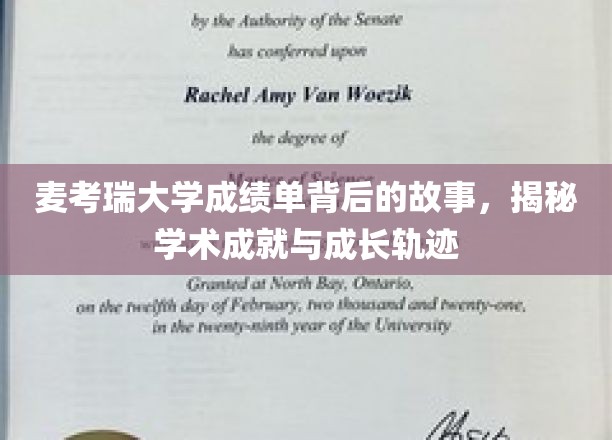 by the Authority of the Senate
has conferred upon
Rachel Amy Van Woezik
the degree of
Master of Science
麦考瑞大学成绩单背后的故事，揭秘
学术成就与成长轨迹
Granted at North Bay, Ontario,
on the twelfth day of February, two thousand and twenty-one,
in the twenty-ninth year of the University